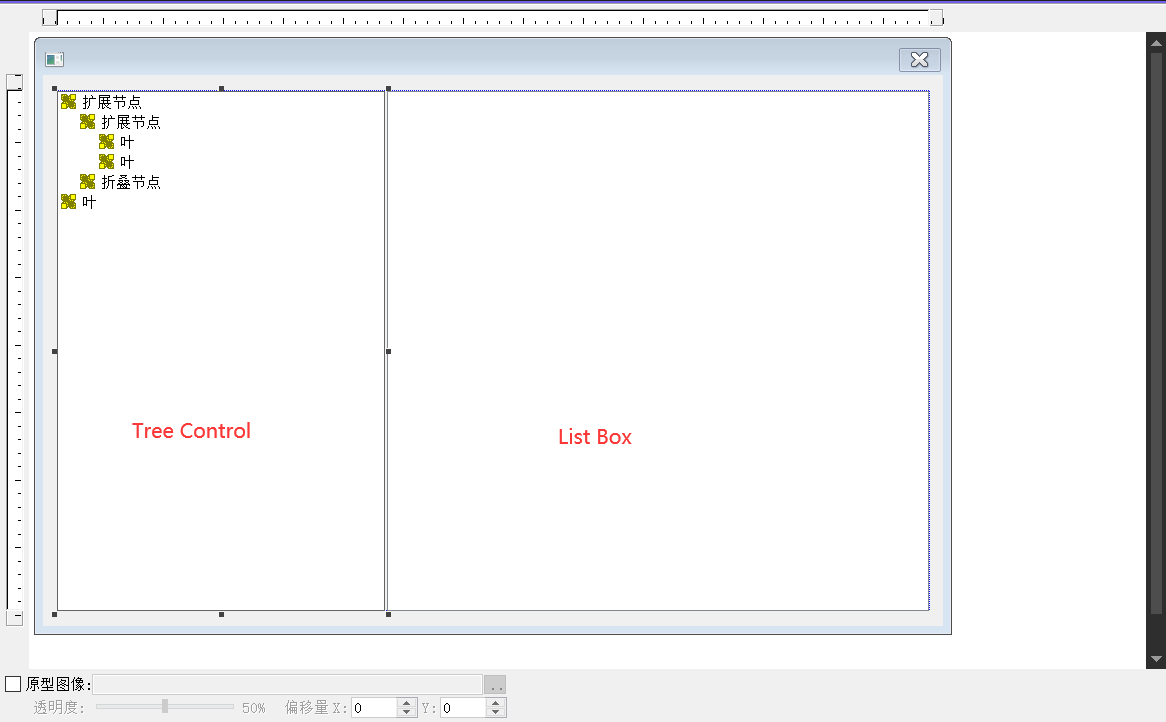 扩展节点
扩展节点
叶
叶
折叠节点
叶
Tree Control
List Box
原型图像:
..
透明度: 50% 偏移量 X: 0 Y: 0